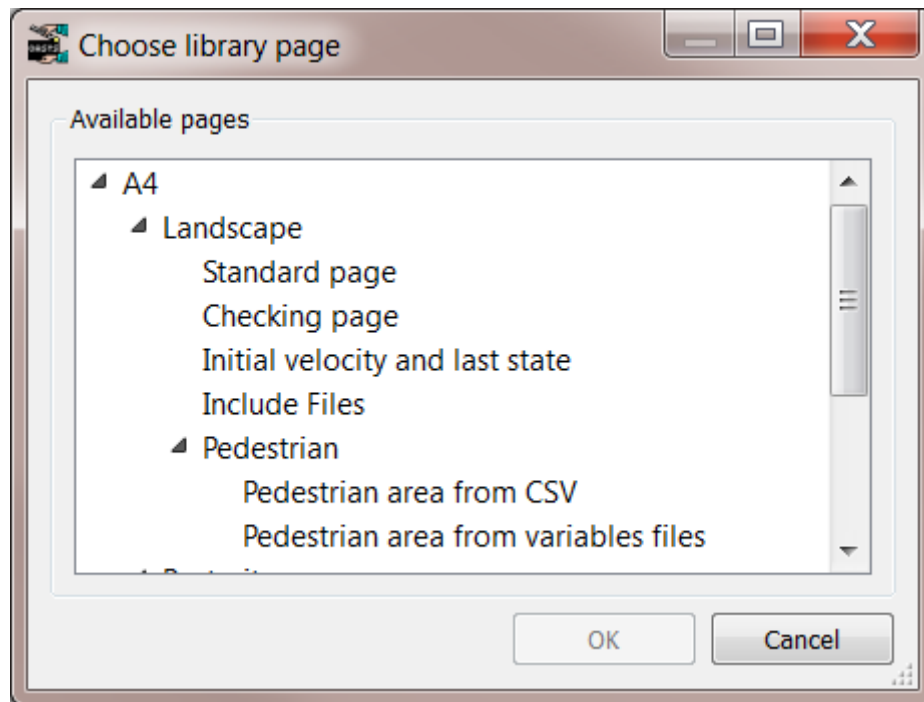 Choose library page
Available pages
A4
Landscape
Standard page
Checking page
Initial velocity and last state
Include Files
Pedestrian
Pedestrian area from CSV
Pedestrian area from variables files
OK
Cancel